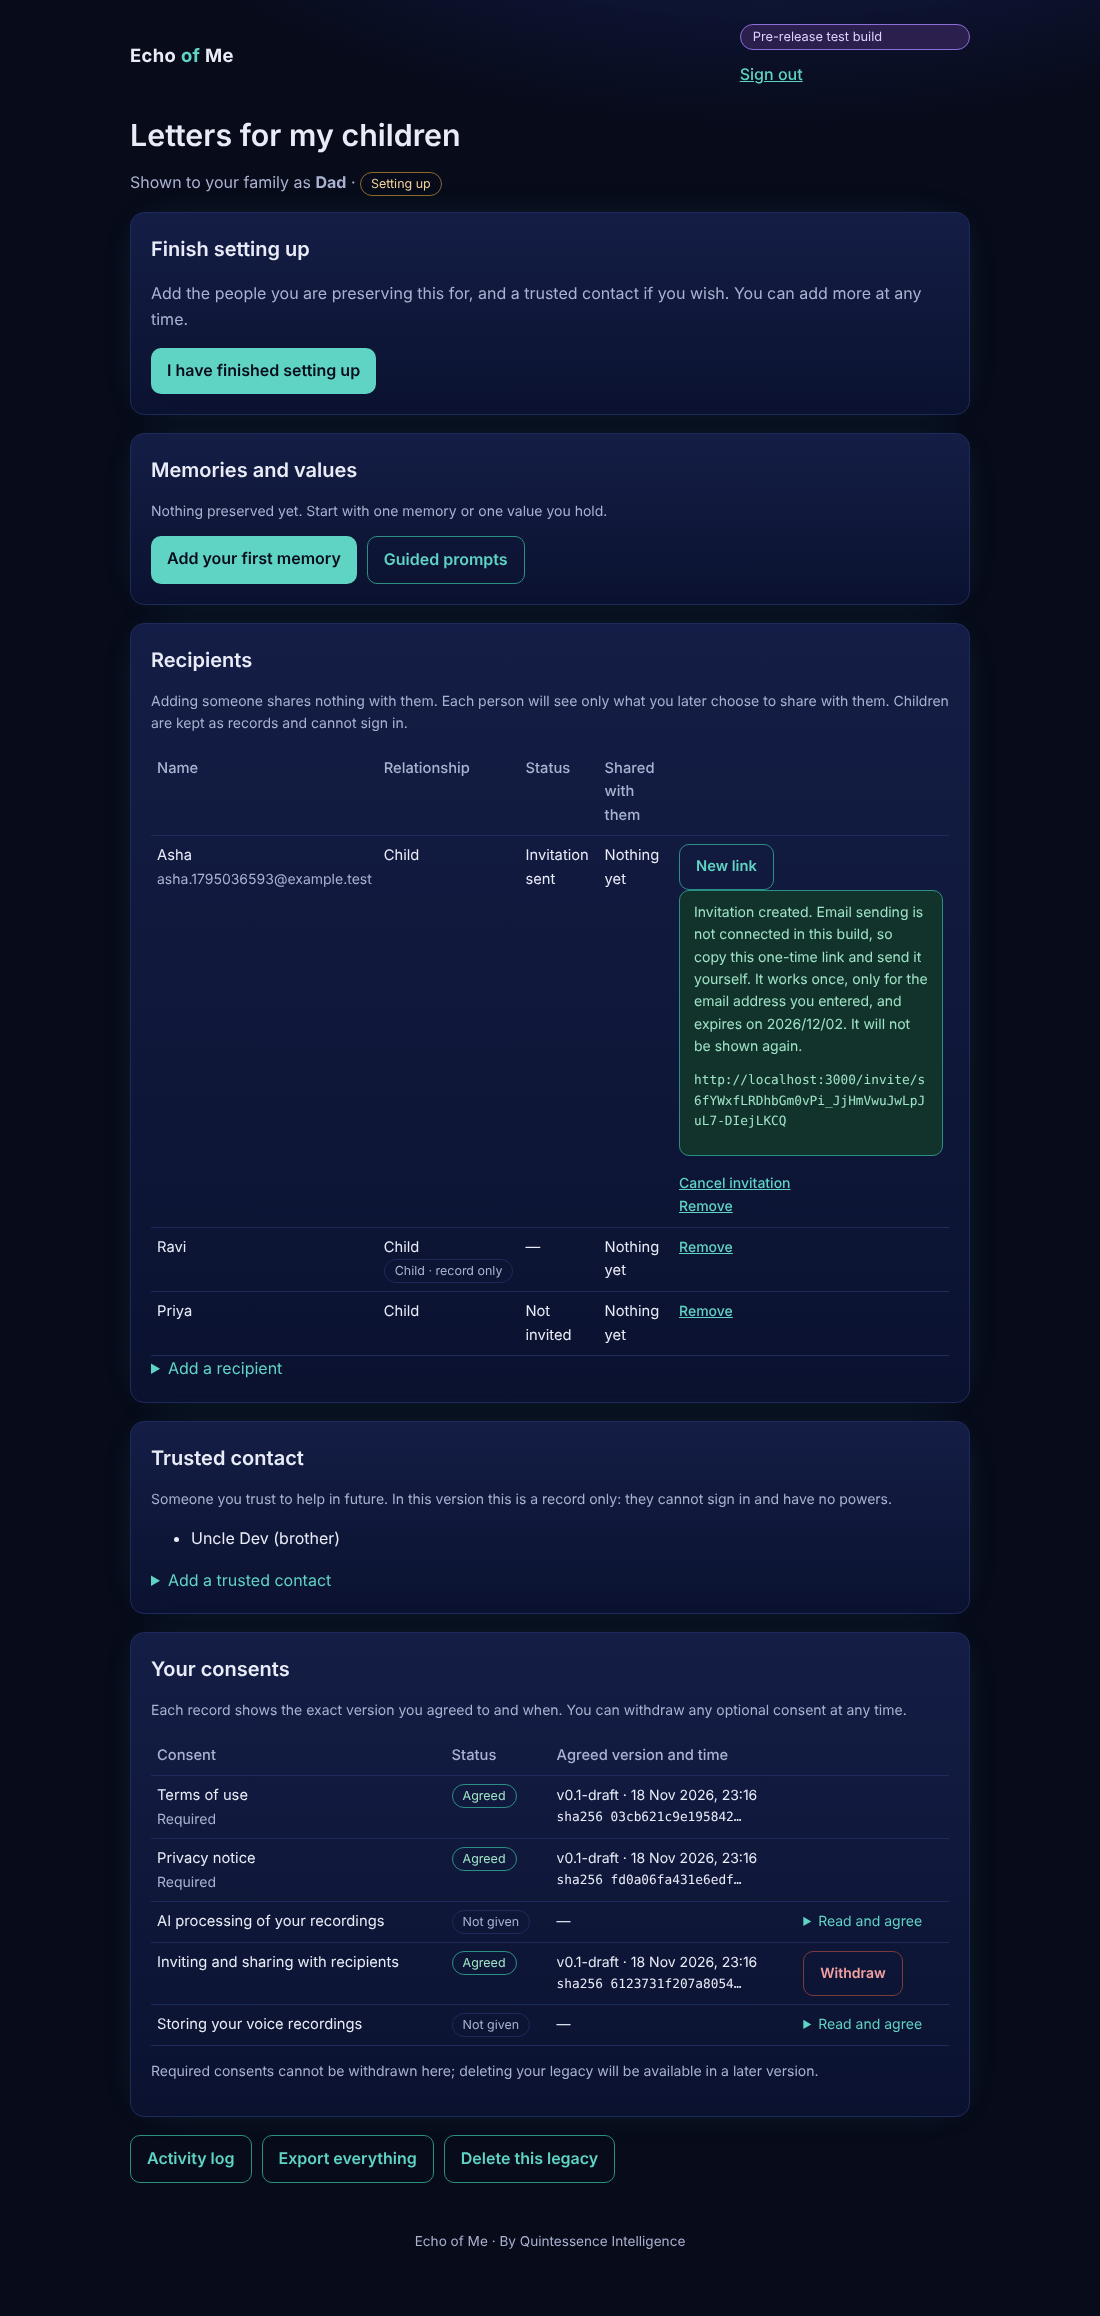 Echo of Me
Pre-release test build
Sign out
Letters for my children
Shown to your family as Dad · Setting up
Finish setting up
Add the people you are preserving this for, and a trusted contact if you wish. You can add more at any
time.
I have finished setting up
Memories and values
Nothing preserved yet. Start with one memory or one value you hold.
Add your first memory
Guided prompts
Recipients
Adding someone shares nothing with them. Each person will see only what you later choose to share with them. Children
are kept as records and cannot sign in.
Name Relationship Status Shared
with
them
Asha Child Invitation Nothing New link
asha.1795036593@example.test sent yet
Invitation created. Email sending is
not connected in this build, so
copy this one-time link and send it
yourself. It works once, only for the
email address you entered, and
expires on 2026/12/02. It will not
be shown again.
http://localhost:3000/invite/s
6fYWxfLRDhbGm0vPi_JjHmVwuJwLpJ
uL7-DIejLKCQ
Cancel invitation
Remove
Ravi Child — Nothing Remove
Child · record only yet
Priya Child Not Nothing Remove
invited yet
▶ Add a recipient
Trusted contact
Someone you trust to help in future. In this version this is a record only: they cannot sign in and have no powers.
• Uncle Dev (brother)
▶ Add a trusted contact
Your consents
Each record shows the exact version you agreed to and when. You can withdraw any optional consent at any time.
Consent Status Agreed version and time
Terms of use Agreed v0.1-draft · 18 Nov 2026, 23:16
Required sha256 03cb621c9e195842…
Privacy notice Agreed v0.1-draft · 18 Nov 2026, 23:16
Required sha256 fd0a06fa431e6edf…
AI processing of your recordings Not given — ▶ Read and agree
Inviting and sharing with recipients Agreed v0.1-draft · 18 Nov 2026, 23:16 Withdraw
sha256 6123731f207a8054…
Storing your voice recordings Not given — ▶ Read and agree
Required consents cannot be withdrawn here; deleting your legacy will be available in a later version.
Activity log
Export everything
Delete this legacy
Echo of Me · By Quintessence Intelligence